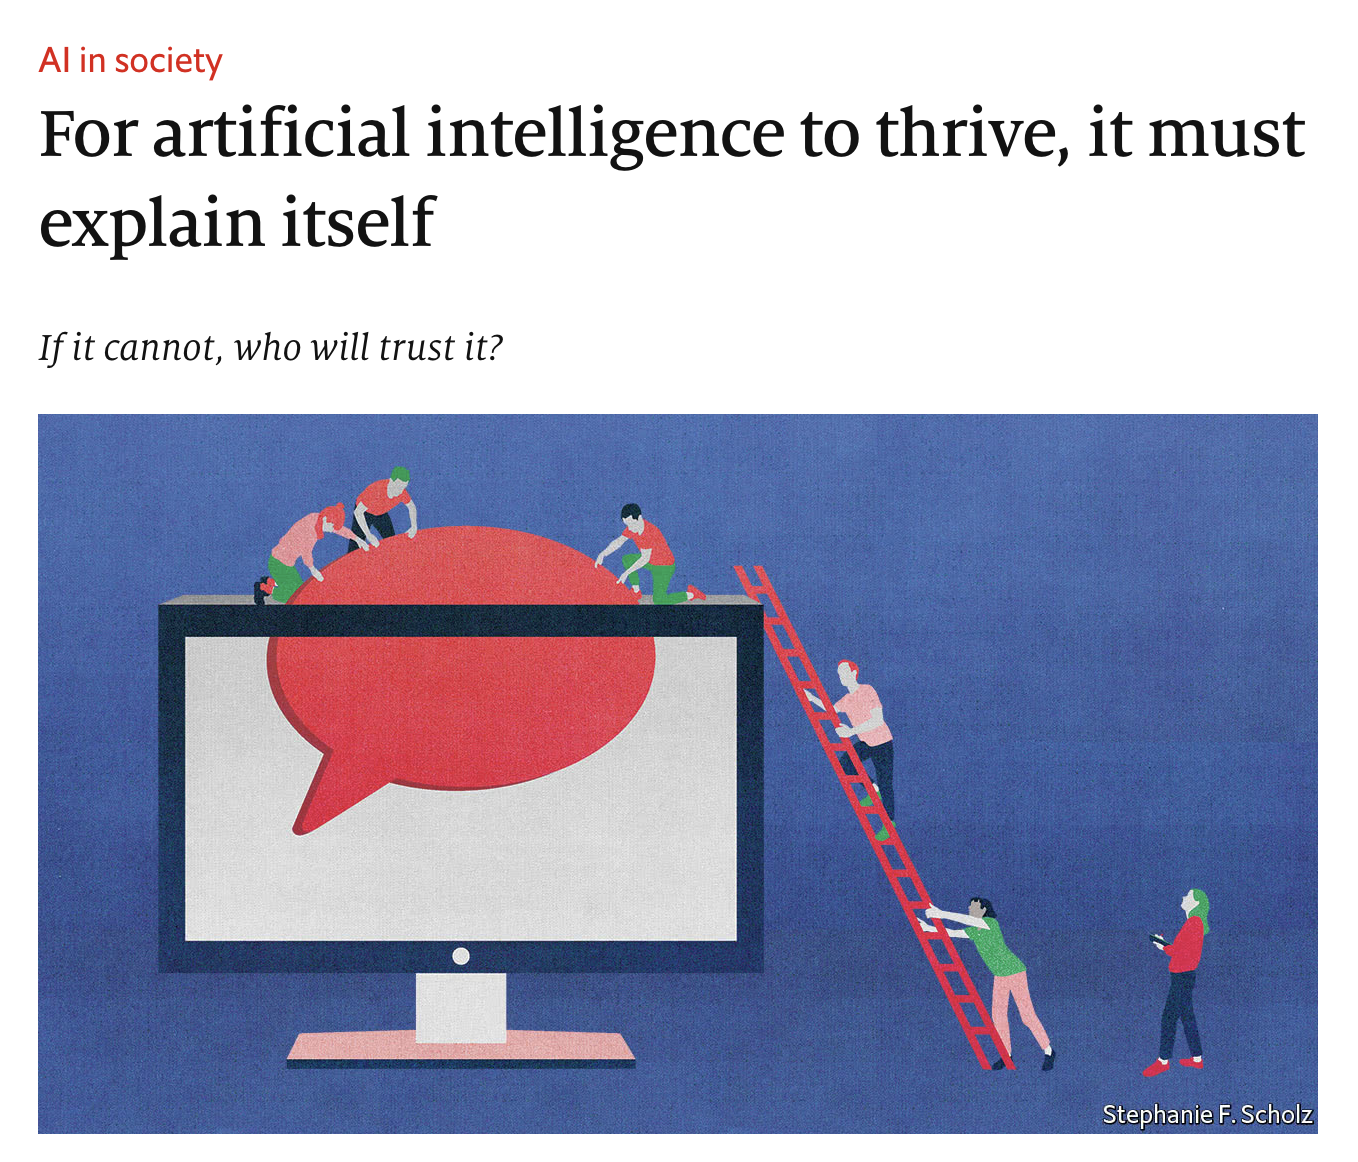 AI in society
For artificial intelligence to thrive, it must
explain itself
If it cannot, who will trust it?
Stephanie F. Scholz